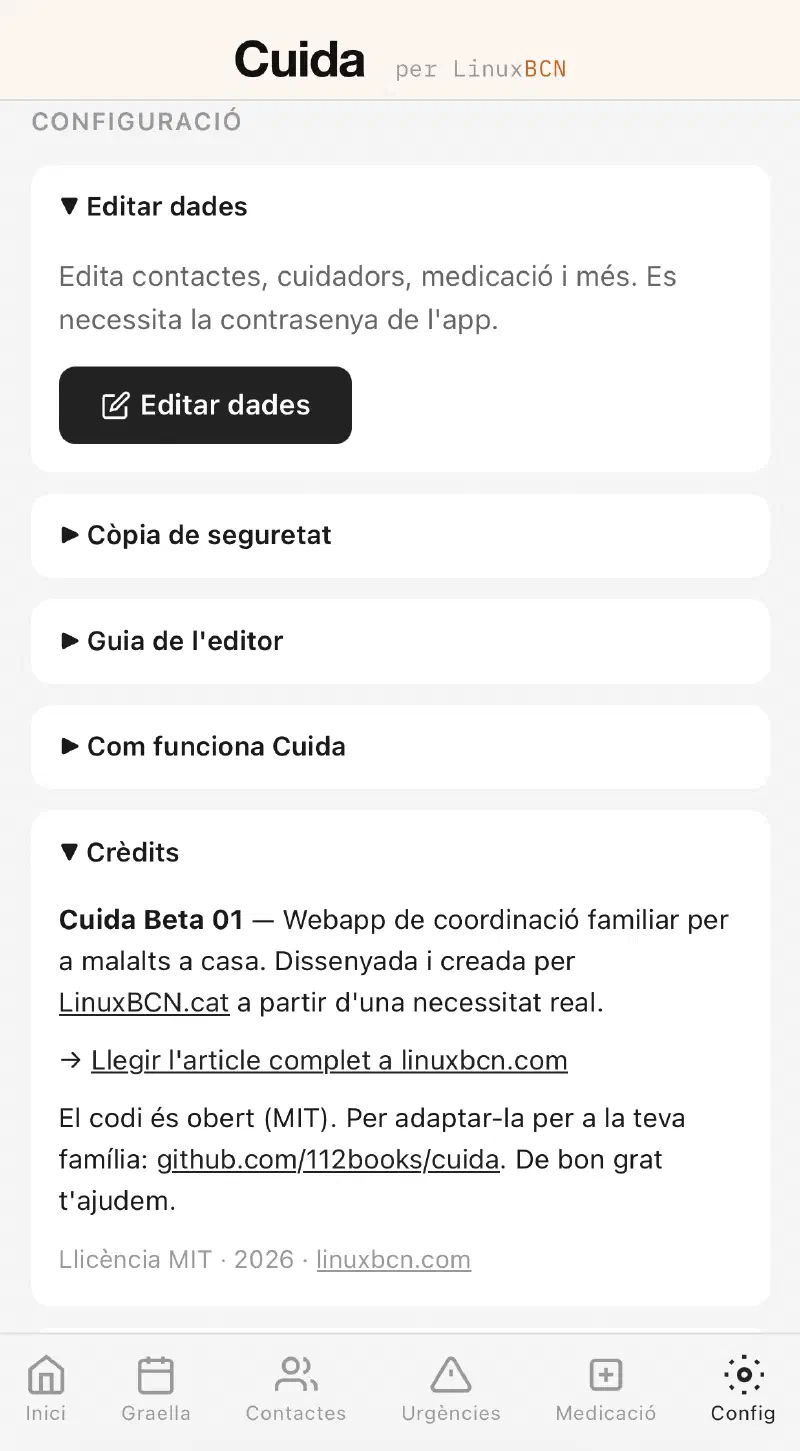 Cuida per LinuxBCN
CONFIGURACIÓ
▼ Editar dades
Edita contactes, cuidadors, medicació i més. Es
necessita la contrasenya de l'app.
Editar dades
▶ Còpia de seguretat
▶ Guia de l'editor
▶ Com funciona Cuida
▼ Crèdits
Cuida Beta 01 — Webapp de coordinació familiar per
a malalts a casa. Dissenyada i creada per
LinuxBCN.cat a partir d'una necessitat real.
→ Llegir l'article complet a linuxbcn.com
El codi és obert (MIT). Per adaptar-la per a la teva
família: github.com/112books/cuida. De bon grat
t'ajudem.
Llicència MIT · 2026 · linuxbcn.com
Inici Graella Contactes Urgències Medicació Config